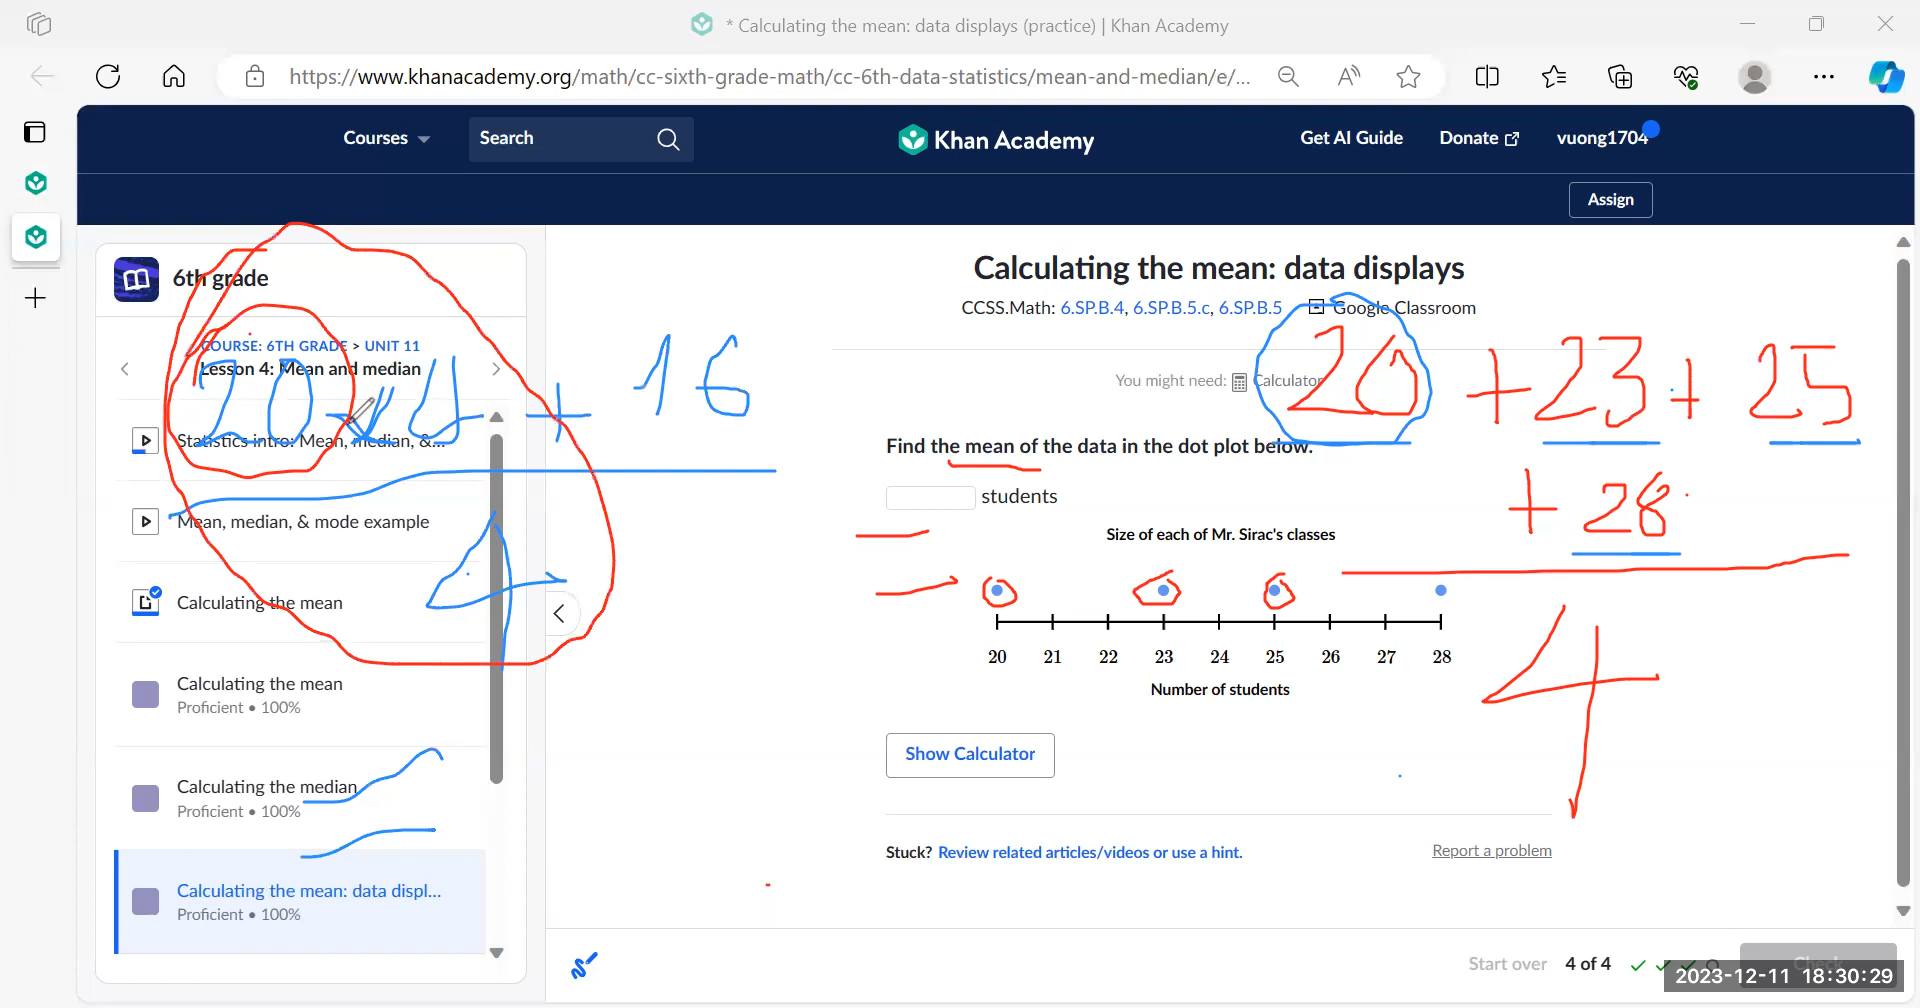 * Calculating the mean: data displays (practice) | Khan Academy
https://www.khanacademy.org/math/cc-sixth-grade-math/cc-6th-data-statistics/mean-and-median/e/...
Courses
Search
Khan Academy
Get AI Guide
Donate
vuong1704
Assign
6th grade
COURSE: 6TH GRADE > UNIT 11
Lesson 4: Mean and median
Statistics intro: Mean, median, &...
Mean, median, & mode example
Calculating the mean
Calculating the mean
Proficient • 100%
Calculating the median
Proficient • 100%
Calculating the mean: data displ...
Proficient • 100%
20
4 + 16
4
Calculating the mean: data displays
CCSS.Math: 6.SP.B.4, 6.SP.B.5.c, 6.SP.B.5
Google Classroom
You might need: Calculator
20 + 23 + 25
+ 28
4
Find the mean of the data in the dot plot below.
students
Size of each of Mr. Sirac's classes
20 21 22 23 24 25 26 27 28
Number of students
Show Calculator
Stuck? Review related articles/videos or use a hint.
Report a problem
Start over 4 of 4
Check
2023-12-11 18:30:29